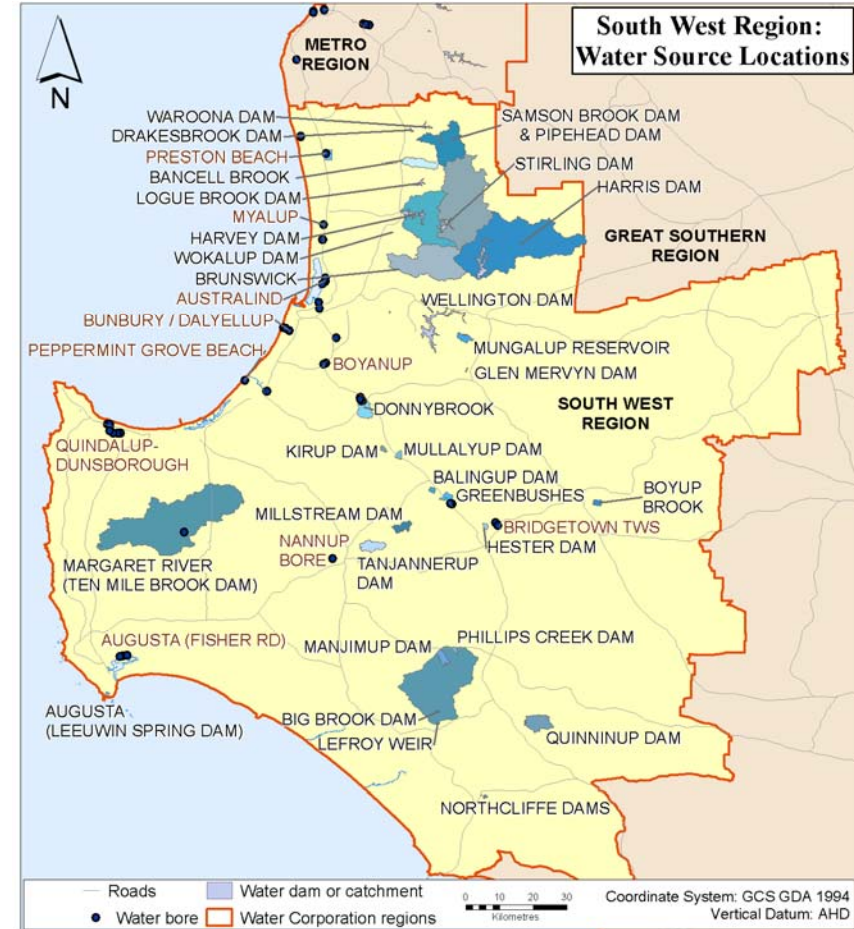 South West Region:
Water Source Locations
N
METRO
REGION
WAROONA DAM
DRAKESBROOK DAM
PRESTON BEACH
BANCELL BROOK
LOGUE BROOK DAM
MYALUP
HARVEY DAM
WOKALUP DAM
BRUNSWICK
AUSTRALIND
BUNBURY / DALYELLUP
PEPPERMINT GROVE BEACH
SAMSON BROOK DAM
& PIPEHEAD DAM
STIRLING DAM
HARRIS DAM
GREAT SOUTHERN
REGION
WELLINGTON DAM
MUNGALUP RESERVOIR
GLEN MERVYN DAM
BOYANUP
DONNYBROOK
SOUTH WEST
REGION
QUINDALUP-
DUNSBOROUGH
KIRUP DAM
MULLALYUP DAM
BALINGUP DAM
GREENBUSHES
BOYUP
BROOK
MILLSTREAM DAM
BRIDGETOWN TWS
HESTER DAM
NANNUP
BORE
TANJANNERUP
DAM
MARGARET RIVER
(TEN MILE BROOK DAM)
AUGUSTA (FISHER RD)
MANJIMUP DAM
PHILLIPS CREEK DAM
AUGUSTA
(LEEUWIN SPRING DAM)
BIG BROOK DAM
LEFROY WEIR
QUINNINUP DAM
NORTHCLIFFE DAMS
Roads
Water bore
Water dam or catchment
Water Corporation regions
0 10 20 30
Kilometres
Coordinate System: GCS GDA 1994
Vertical Datum: AHD